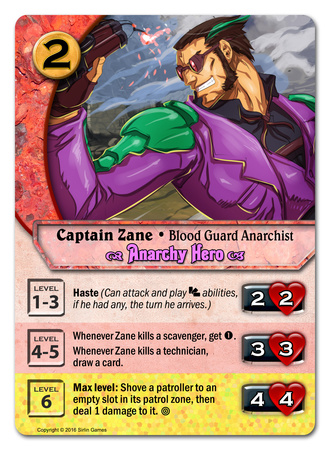 2
Captain Zane • Blood Guard Anarchist
Anarchy Hero
LEVEL
1-3
Haste (Can attack and play abilities,
if he had any, the turn he arrives.)
2 2
LEVEL
4-5
Whenever Zane kills a scavenger, get 1.
Whenever Zane kills a technician,
draw a card.
3 3
LEVEL
6
Max level: Shove a patroller to an
empty slot in its patrol zone, then
deal 1 damage to it.
4 4
Copyright © 2016 Sirlin Games